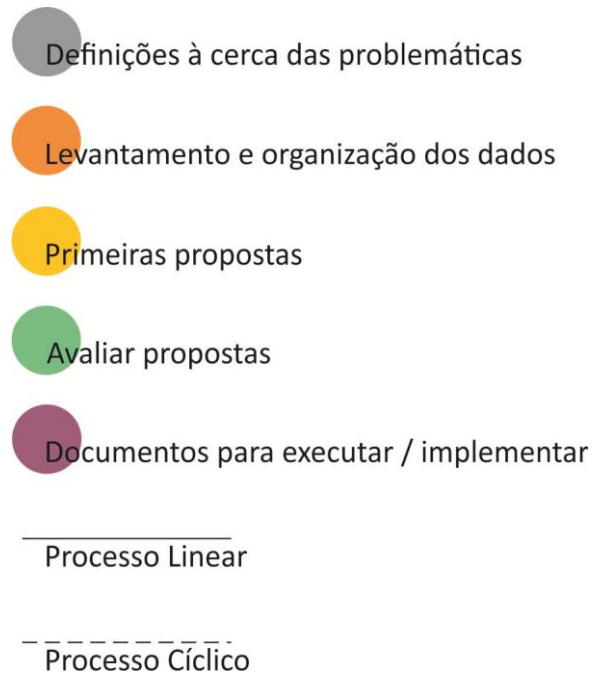 Definições à cerca das problemáticas
Levantamento e organização dos dados
Primeiras propostas
Avaliar propostas
Documentos para executar / implementar
Processo Linear
Processo Cíclico